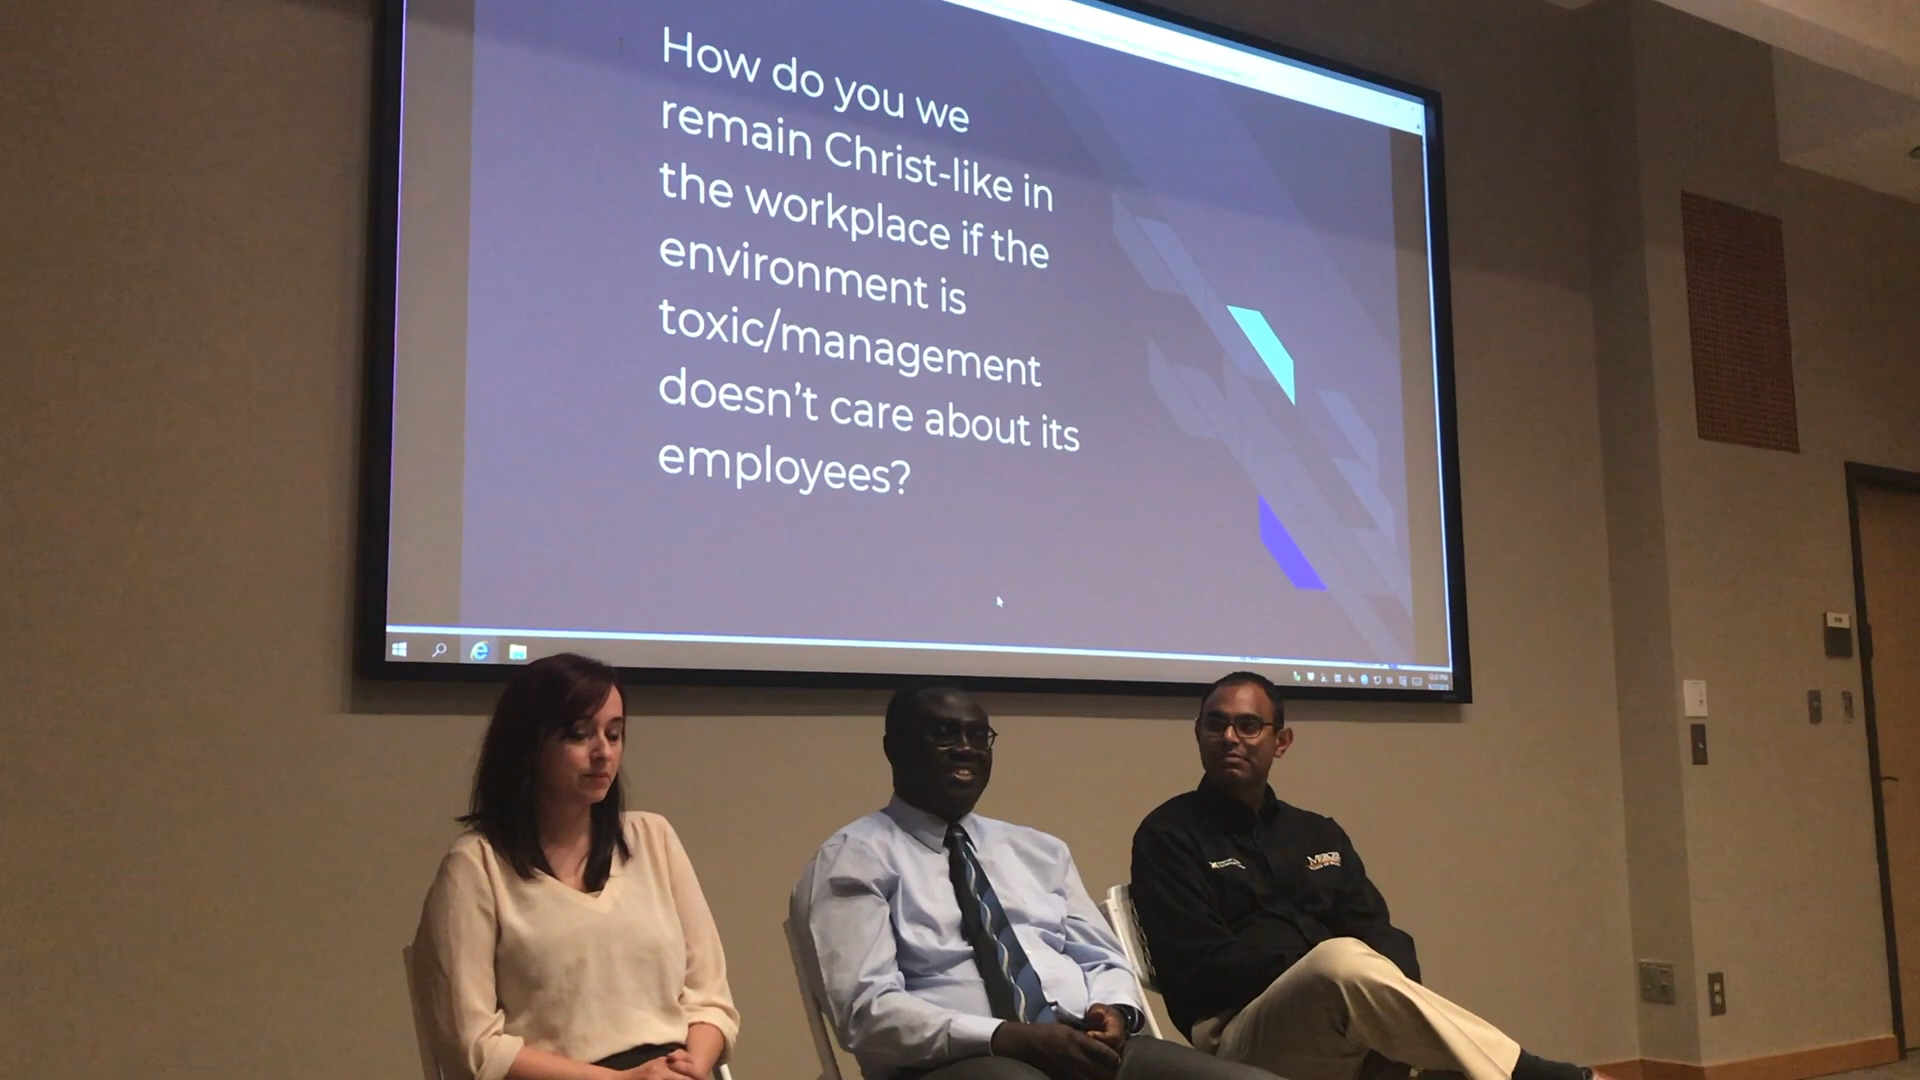 How do you we
remain Christ-like in
the workplace if the
environment is
toxic/management
doesn't care about its
employees?
MERCER